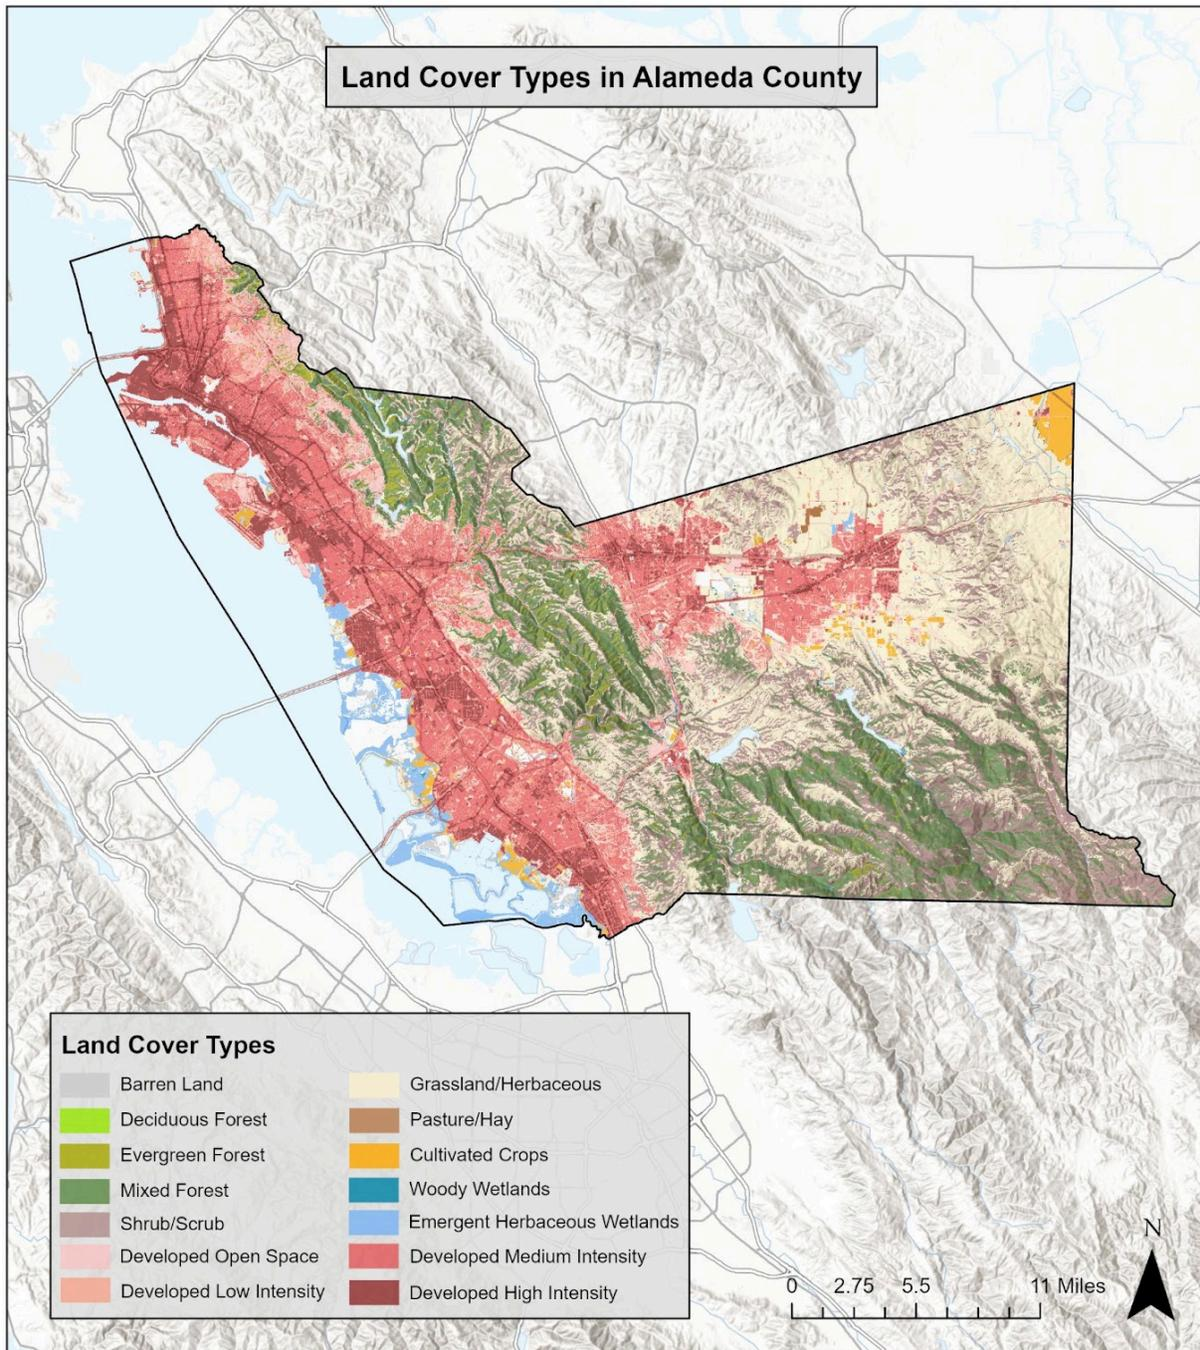 Land Cover Types in Alameda County
Land Cover Types
Barren Land
Deciduous Forest
Evergreen Forest
Mixed Forest
Shrub/Scrub
Developed Open Space
Developed Low Intensity
Grassland/Herbaceous
Pasture/Hay
Cultivated Crops
Woody Wetlands
Emergent Herbaceous Wetlands
Developed Medium Intensity
Developed High Intensity
N
0 2.75 5.5 11 Miles